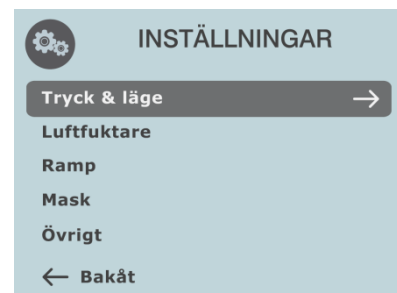 INSTÄLLNINGAR
Tryck & läge
Luftfuktare
Ramp
Mask
Övrigt
Bakåt